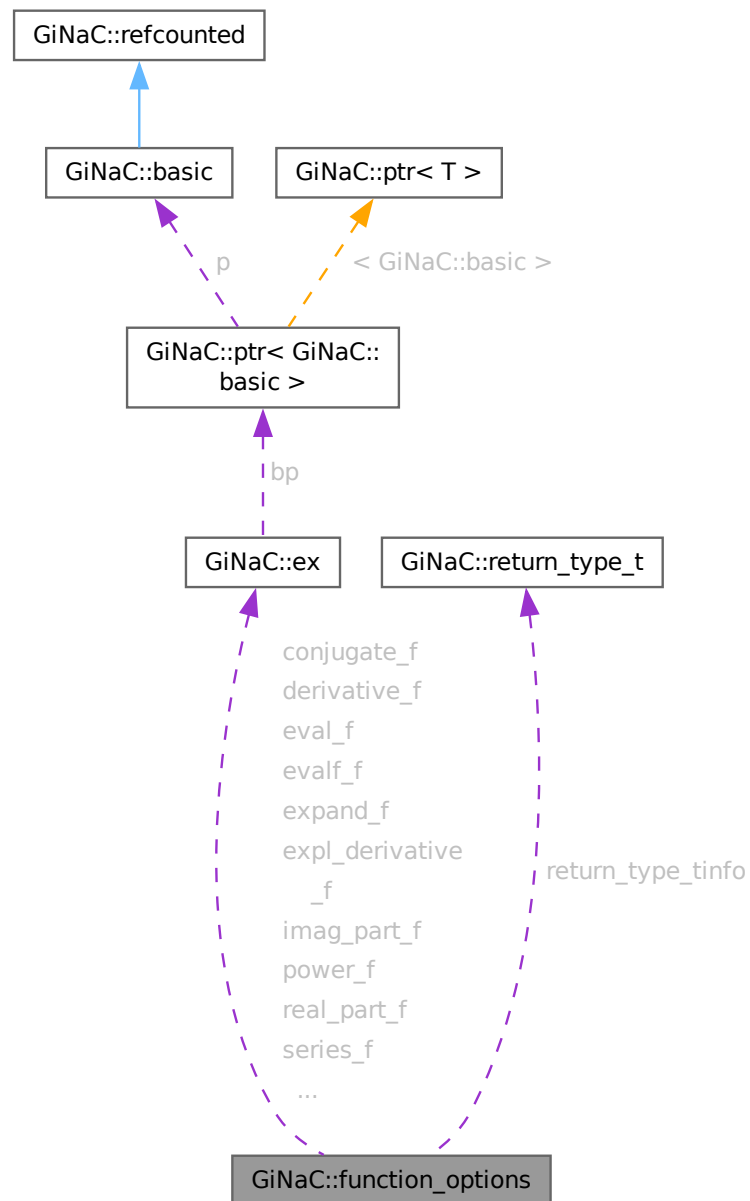 GiNaC::refcounted
GiNaC::basic
GiNaC::ptr< T >
p
< GiNaC::basic >
GiNaC::ptr< GiNaC::
basic >
bp
GiNaC::ex
GiNaC::return_type_t
conjugate_f
derivative_f
eval_f
evalf_f
expand_f
expl_derivative
_f
return_type_tinfo
imag_part_f
power_f
real_part_f
series_f
...
GiNaC::function_options